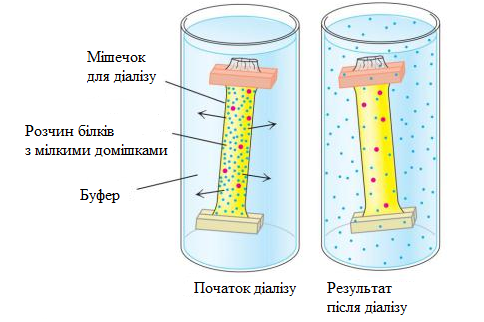 Мішечок
для діалізу
Розчин білків
з мілкими домішками
Буфер
Початок діалізу
Результат
після діалізу